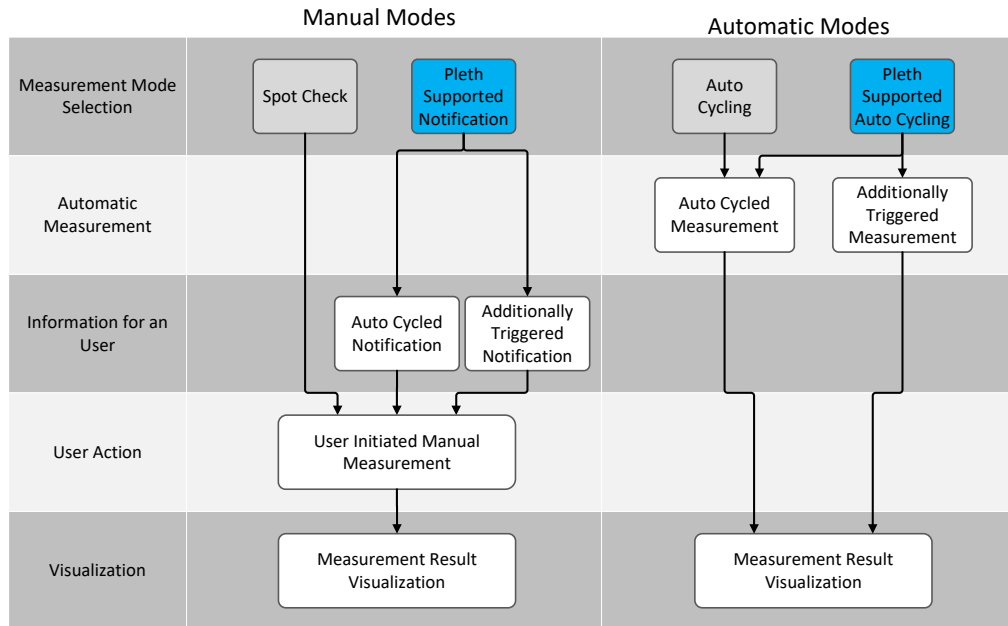 Manual Modes
Automatic Modes
Measurement Mode
Selection
Spot Check
Pleth
Supported
Notification
Auto
Cycling
Pleth
Supported
Auto Cycling
Automatic
Measurement
Auto Cycled
Measurement
Additionally
Triggered
Measurement
Information for an
User
Auto Cycled
Notification
Additionally
Triggered
Notification
User Action
User Initiated Manual
Measurement
Visualization
Measurement Result
Visualization
Measurement Result
Visualization